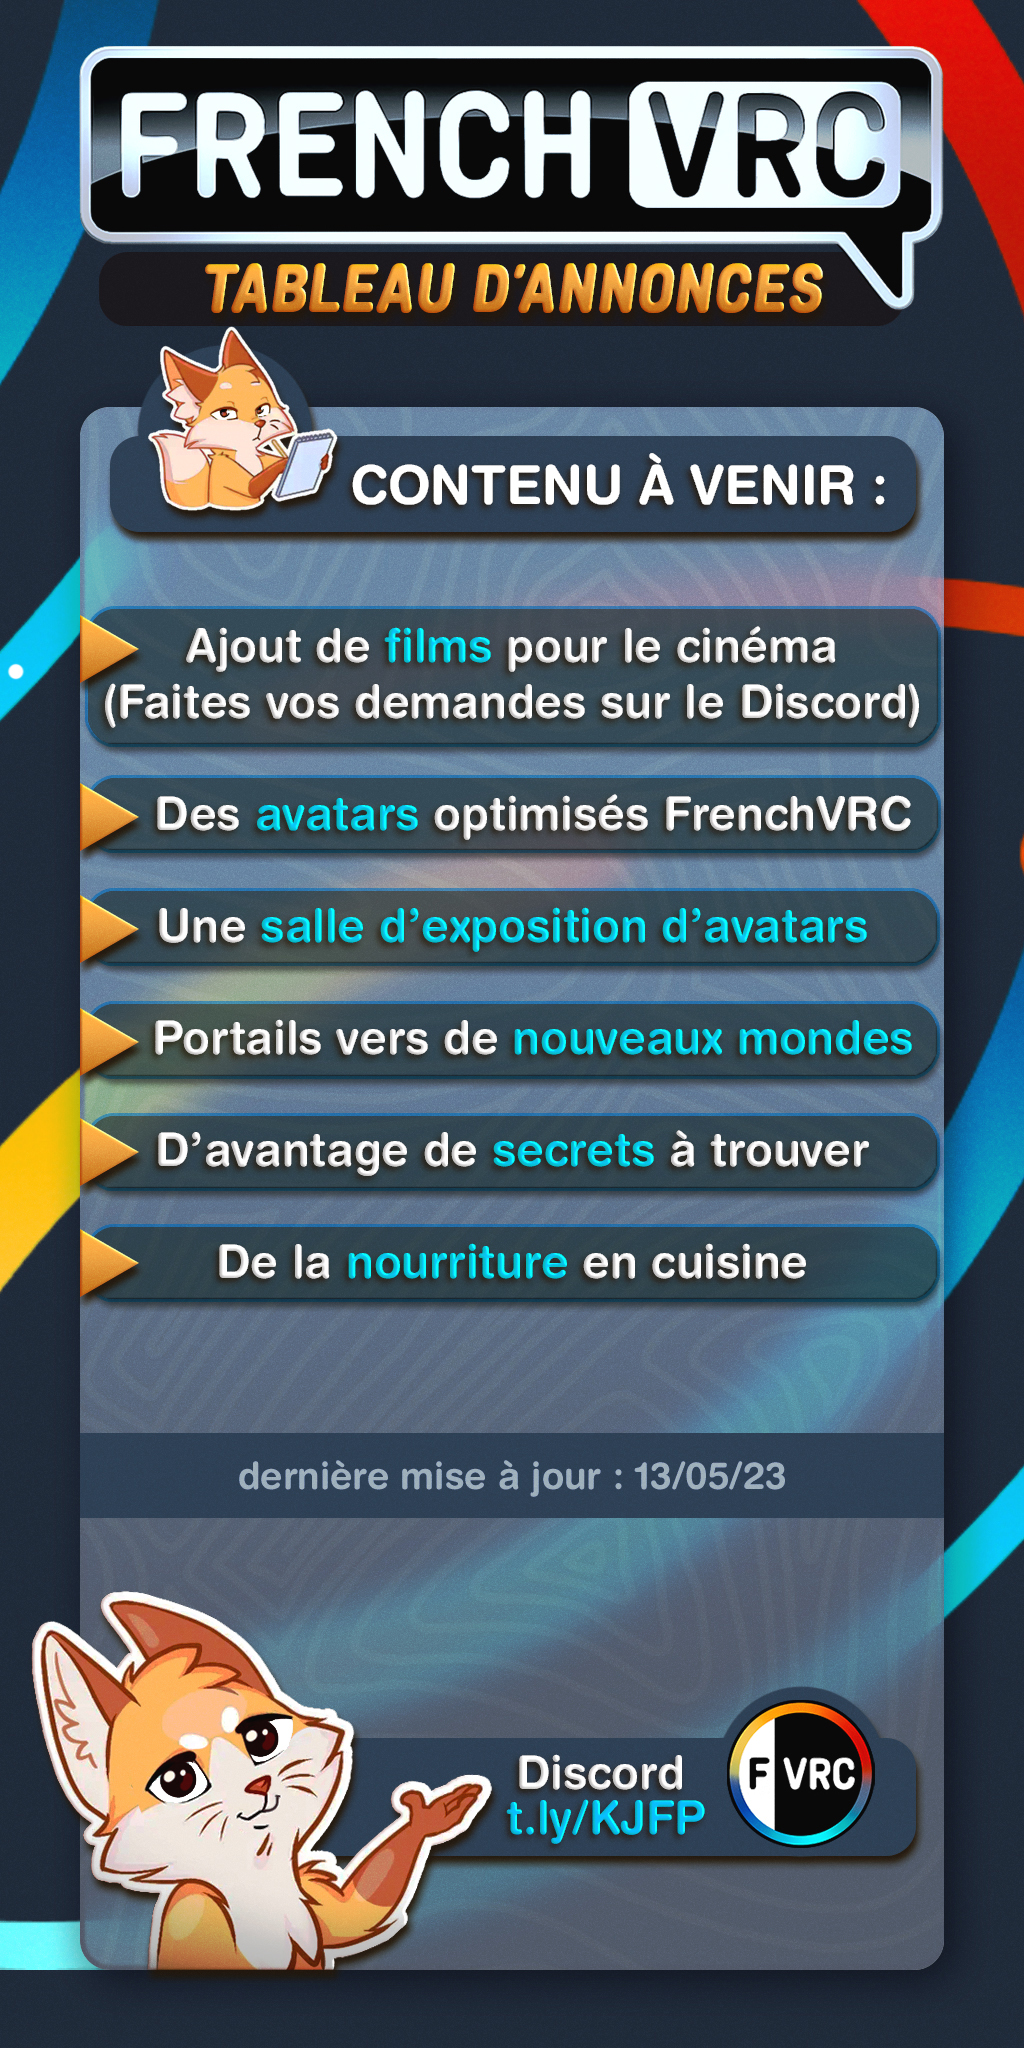 FRENCH VRC
TABLEAU D'ANNONCES
CONTENU À VENIR :
Ajout de films pour le cinéma
(Faites vos demandes sur le Discord)
Des avatars optimisés FrenchVRC
Une salle d’exposition d’avatars
Portails vers de nouveaux mondes
D’avantage de secrets à trouver
De la nourriture en cuisine
dernière mise à jour : 13/05/23
Discord
t.ly/KJFP
F VRC